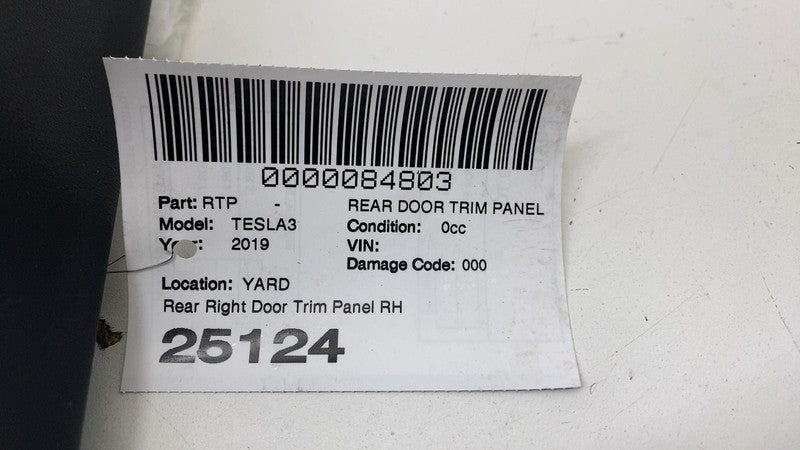 0000084803
Part: RTP - REAR DOOR TRIM PANEL
Model: TESLA3 Condition: 0cc
Year: 2019 VIN:
Damage Code: 000
Location: YARD
Rear Right Door Trim Panel RH
25124